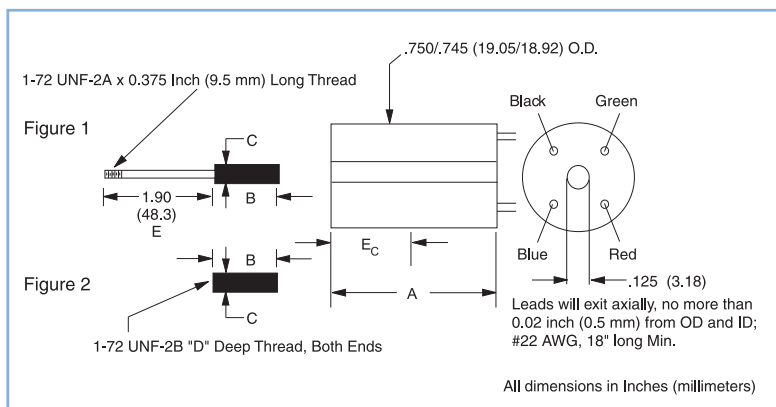 .750/.745 (19.05/18.92) O.D.
1-72 UNF-2A x 0.375 Inch (9.5 mm) Long Thread
Black
Green
Figure 1
C
1.90
(48.3)
E
B
B
Figure 2
C
1-72 UNF-2B "D" Deep Thread, Both Ends
EC
A
Blue
Red
.125 (3.18)
Leads will exit axially, no more than
0.02 inch (0.5 mm) from OD and ID;
#22 AWG, 18" long Min.
All dimensions in Inches (millimeters)